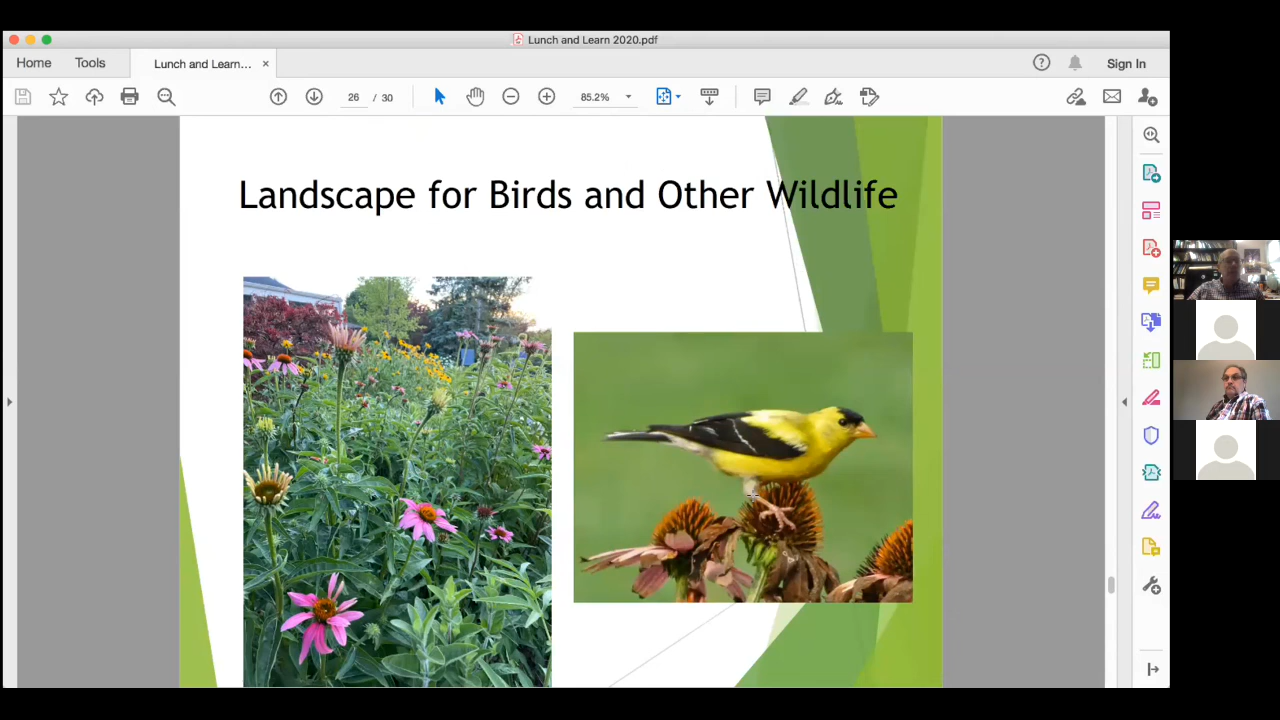 Lunch and Learn 2020.pdf
Home Tools Lunch and Learn... × Sign In
26 / 30 85.2%
Landscape for Birds and Other Wildlife